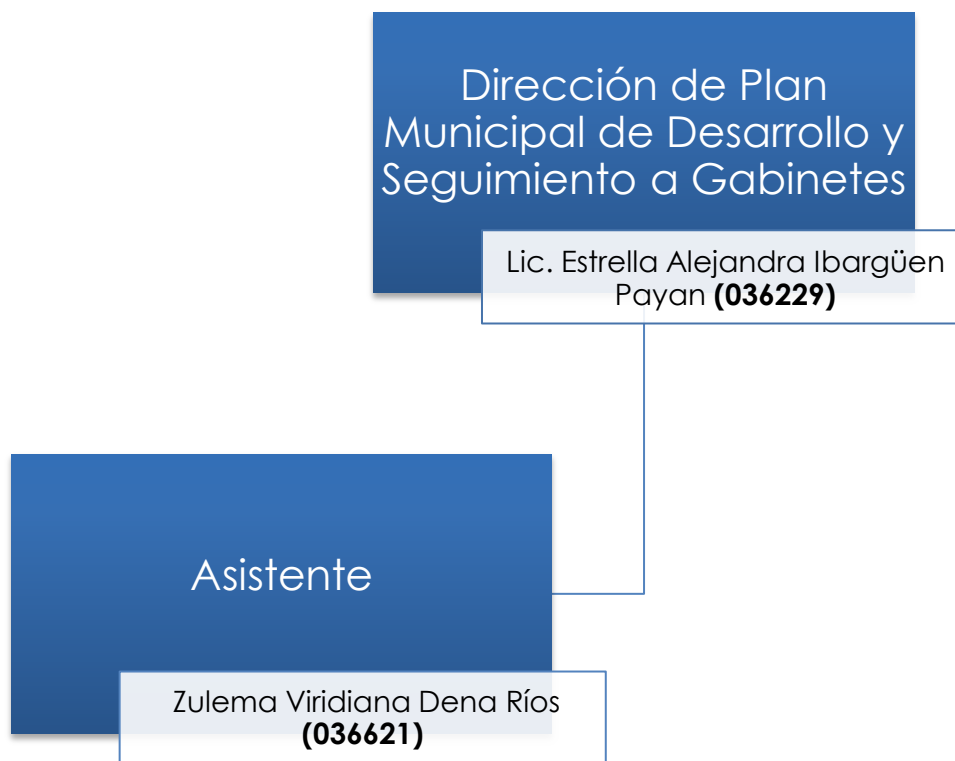 Dirección de Plan
Municipal de Desarrollo y
Seguimiento a Gabinetes
Lic. Estrella Alejandra Ibargüen
Payan (036229)
Asistente
Zulema Viridiana Dena Ríos
(036621)